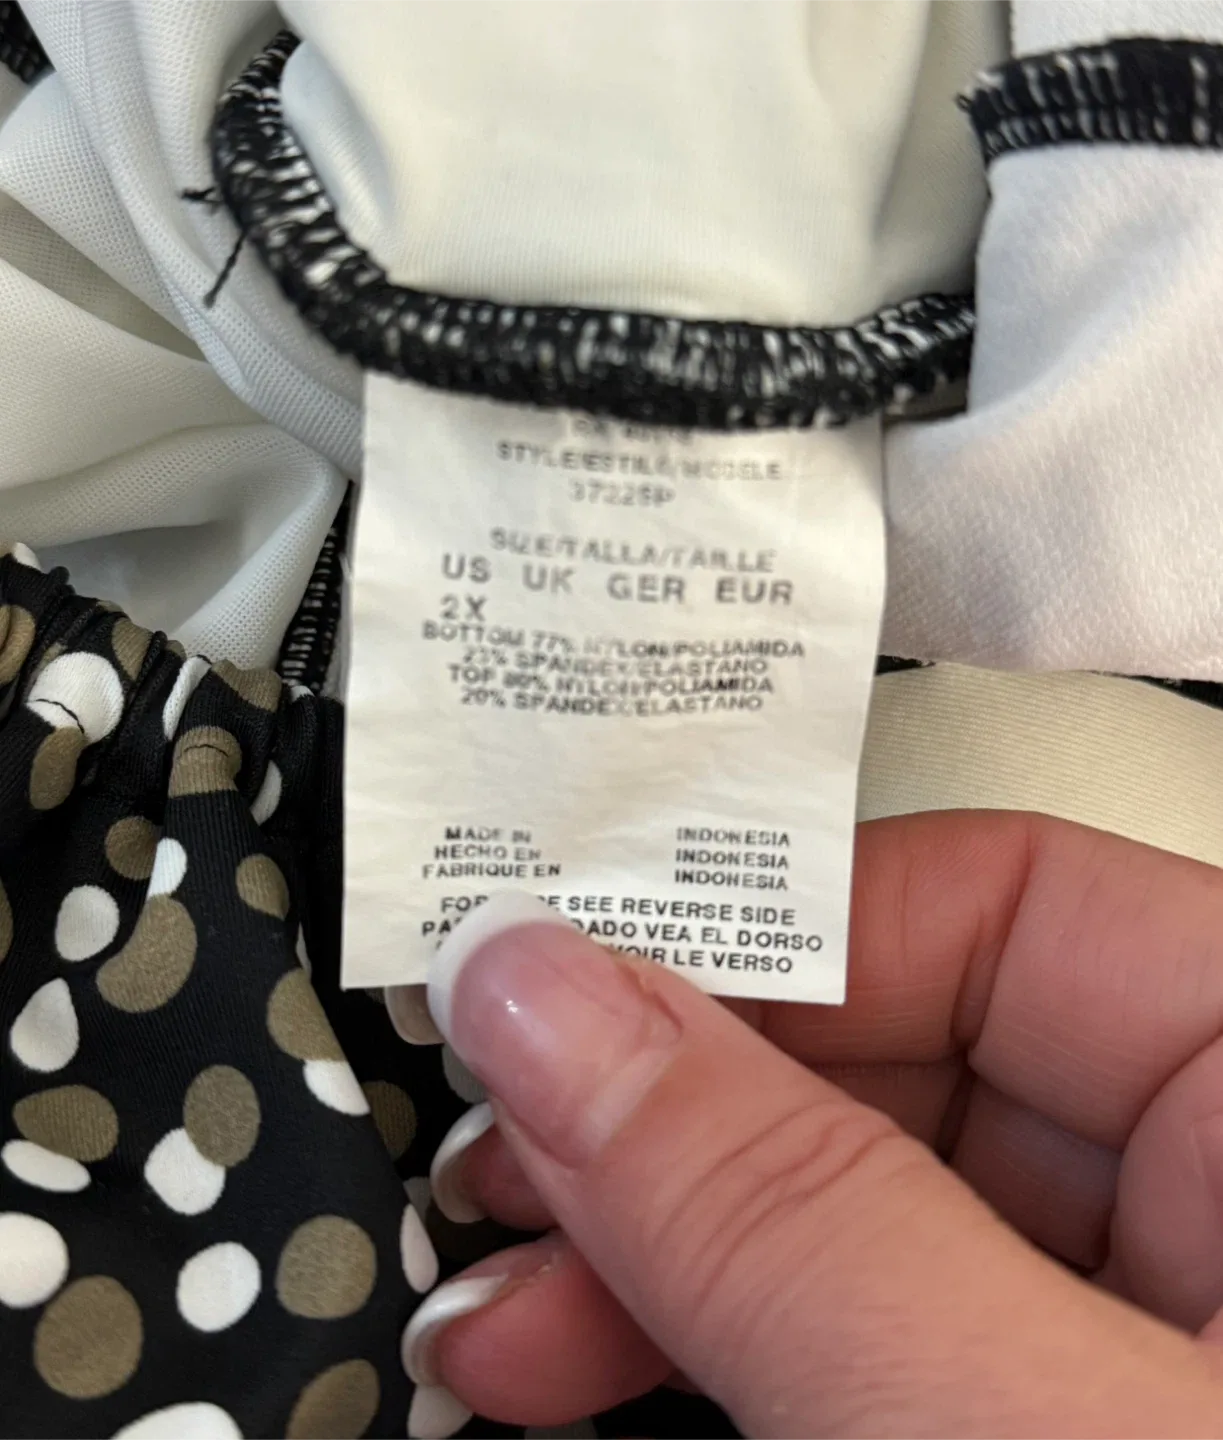 STYLE/ESTILO/MODELE
SIZE/TALLA/TAILLE
US UK GER EUR
2X
BOTTOM 77% NYLON/POLIAMIDA
23% SPANDEX/ELASTANO
TOP 80% NYLON/POLIAMIDA
20% SPANDEX/ELASTANO
MADE IN INDONESIA
HECHO EN INDONESIA
FABRIQUE EN INDONESIA
FOR SEE REVERSE SIDE
VEA EL DORSO
VOIR LE VERSO